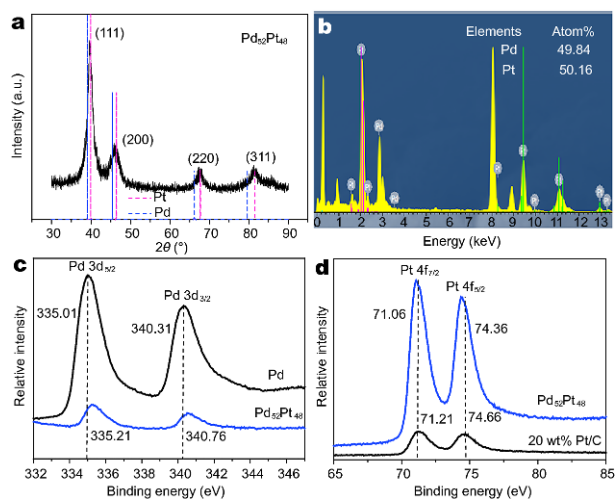 a
(111)
Pd52Pt48
(200)
(220)
(311)
Pt
Pd
Intensity (a.u.)
30 40 50 60 70 80 90
2θ (°)
b
Elements Atom%
Pd 49.84
Pt 50.16
0 1 2 3 4 5 6 7 8 9 10 11 12 13
Energy (keV)
c
Pd 3d5/2
Pd 3d3/2
335.01
340.31
Pd
Pd52Pt48
335.21
340.76
Relative intensity
332 334 336 338 340 342 344 346
Binding energy (eV)
d
Pt 4f7/2
Pt 4f5/2
71.06
74.36
Pd52Pt48
71.21
74.66
20 wt% Pt/C
Relative intensity
65 70 75 80 85
Binding energy (eV)